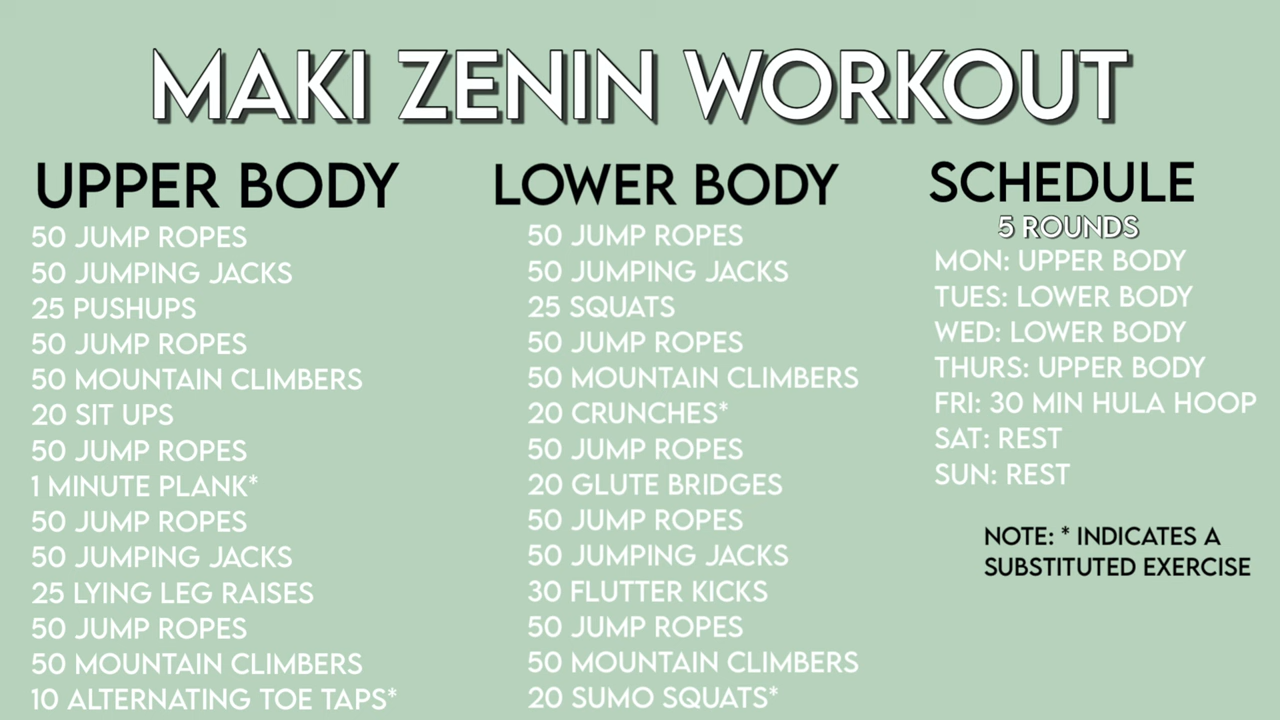 MAKI ZENIN WORKOUT
UPPER BODY
50 JUMP ROPES
50 JUMPING JACKS
25 PUSHUPS
50 JUMP ROPES
50 MOUNTAIN CLIMBERS
20 SIT UPS
50 JUMP ROPES
1 MINUTE PLANK*
50 JUMP ROPES
50 JUMPING JACKS
25 LYING LEG RAISES
50 JUMP ROPES
50 MOUNTAIN CLIMBERS
10 ALTERNATING TOE TAPS*
LOWER BODY
50 JUMP ROPES
50 JUMPING JACKS
25 SQUATS
50 JUMP ROPES
50 MOUNTAIN CLIMBERS
20 CRUNCHES*
50 JUMP ROPES
20 GLUTE BRIDGES
50 JUMP ROPES
50 JUMPING JACKS
30 FLUTTER KICKS
50 JUMP ROPES
50 MOUNTAIN CLIMBERS
20 SUMO SQUATS*
SCHEDULE
5 ROUNDS
MON: UPPER BODY
TUES: LOWER BODY
WED: LOWER BODY
THURS: UPPER BODY
FRI: 30 MIN HULA HOOP
SAT: REST
SUN: REST
NOTE: * INDICATES A
SUBSTITUTED EXERCISE